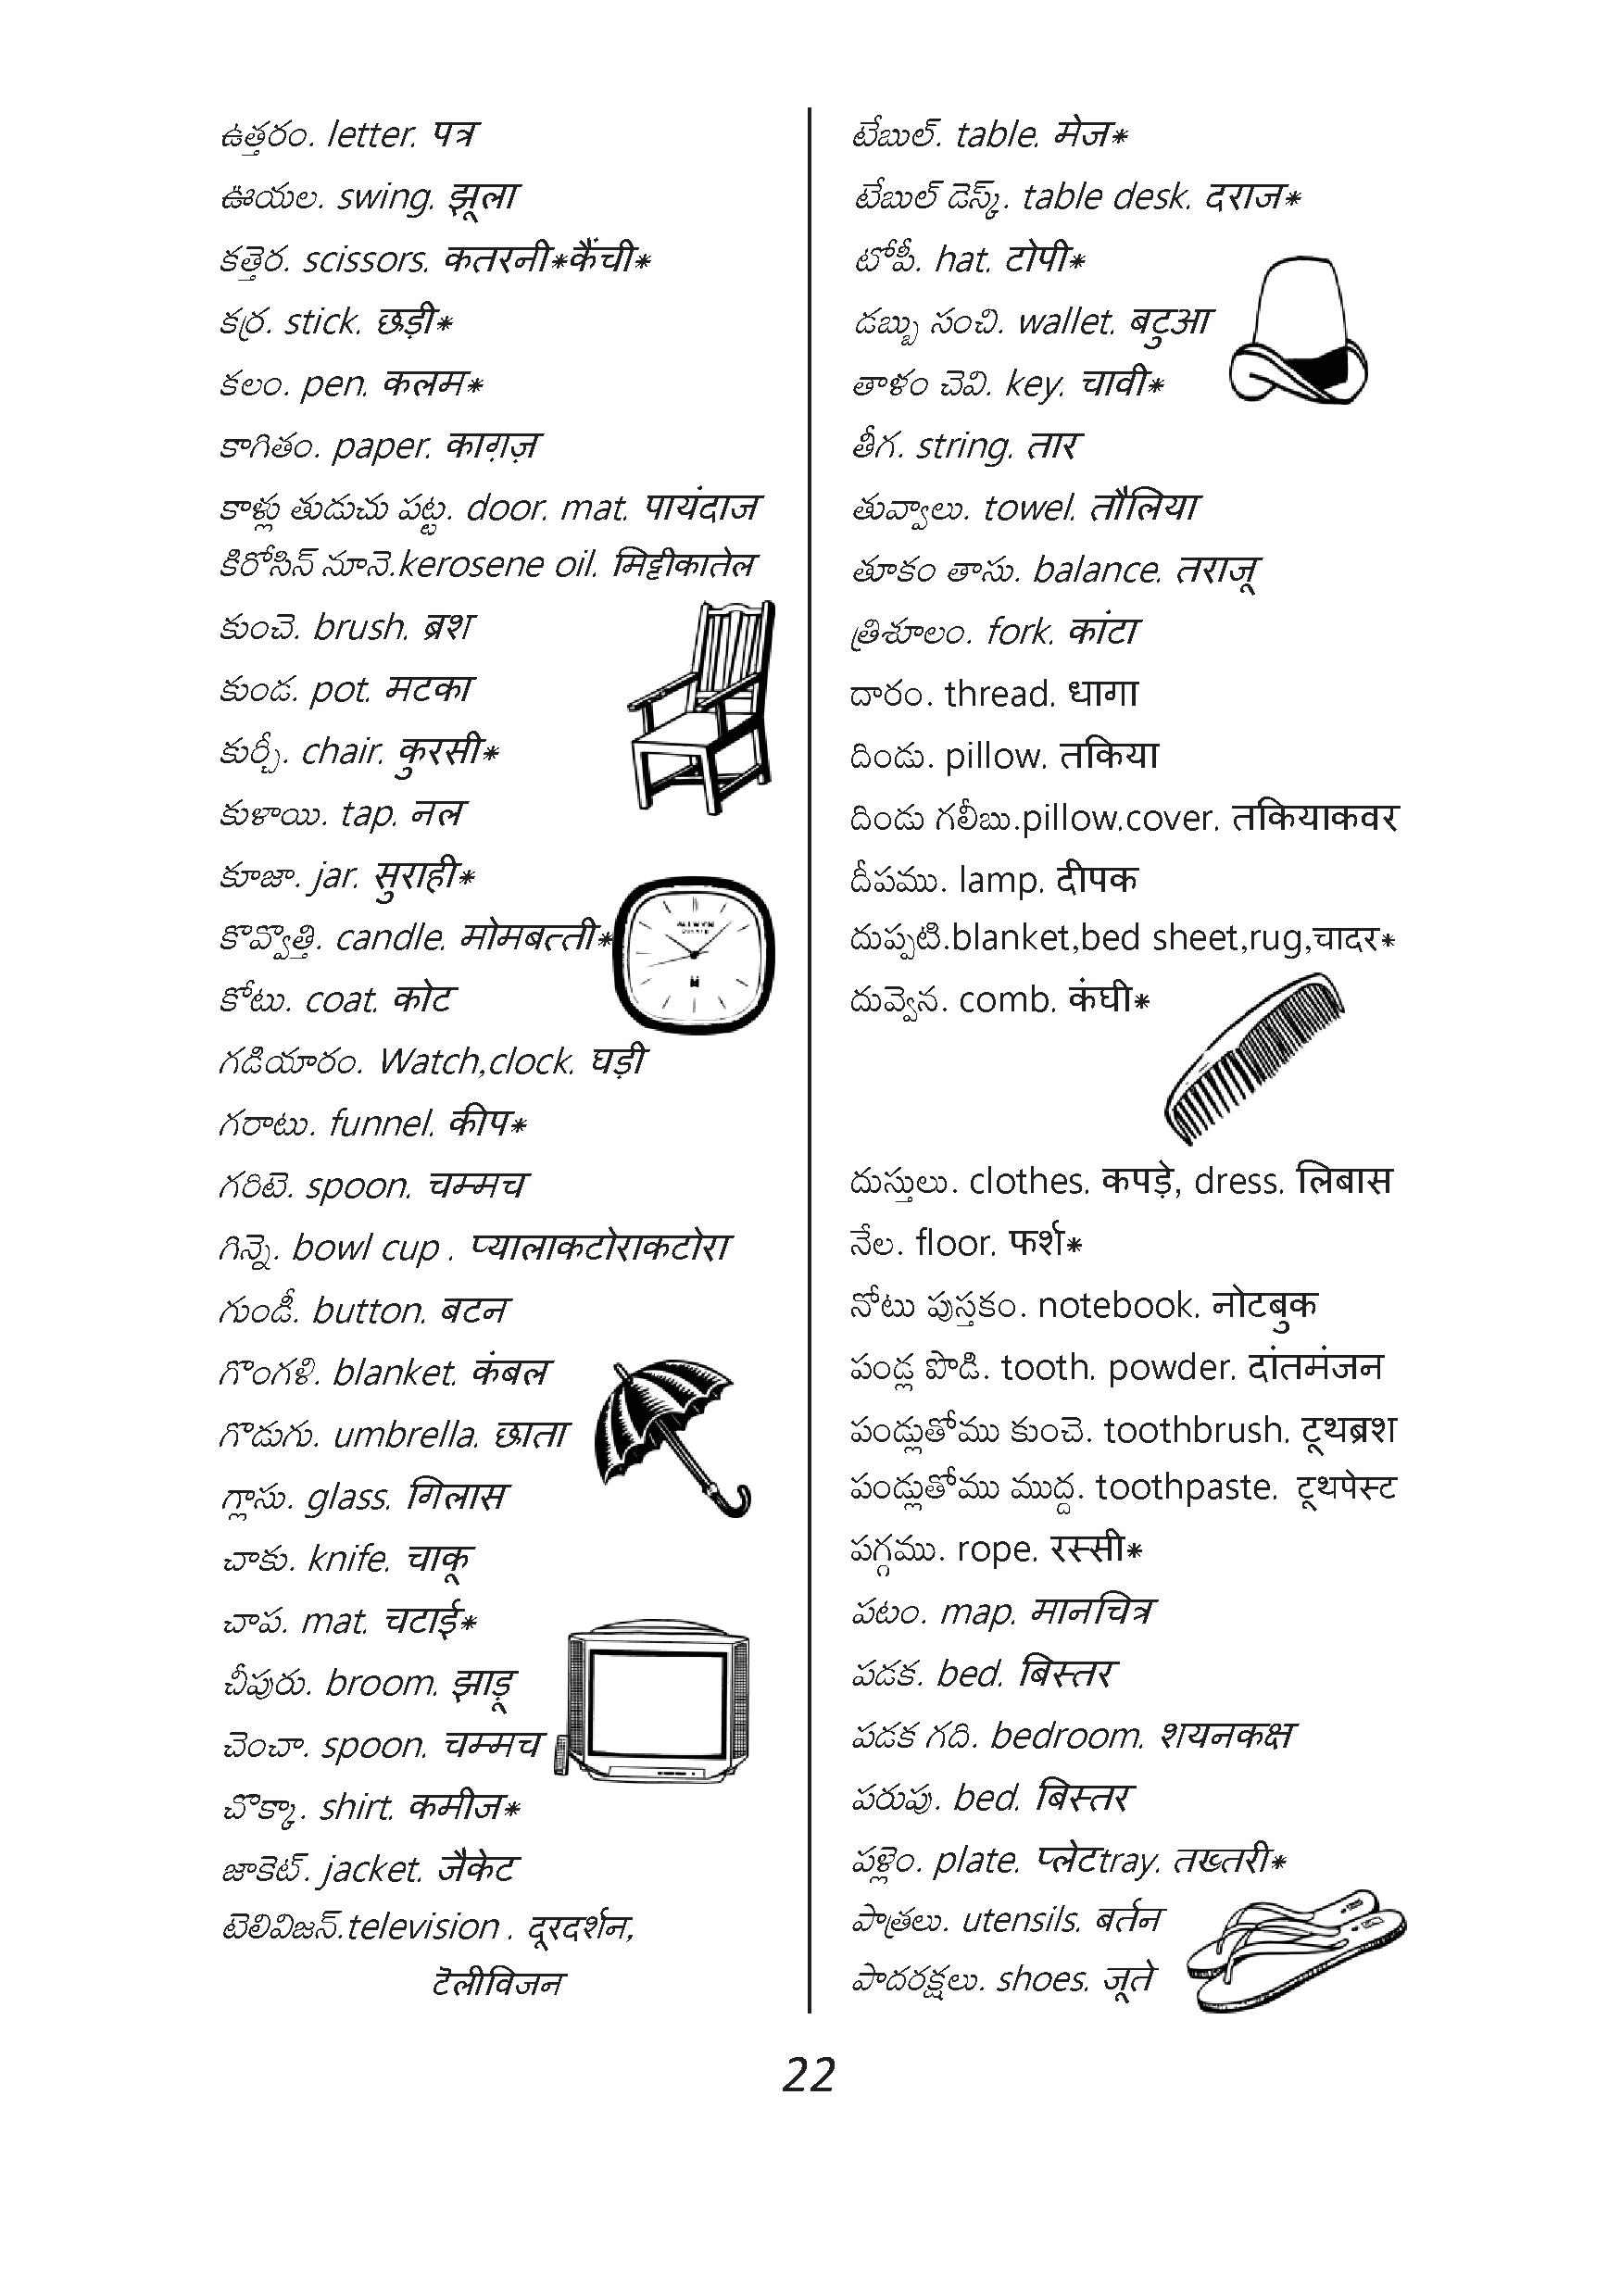 ఉత్తరం. letter. पत्र
ఊయల. swing. झूला
కత్తెర. scissors. कतरनी*कैंची*
కర్ర. stick. छड़ी*
కలం. pen. कलम*
కాగితం. paper. काग़ज़
కాళ్లు తుడుచు పట్ట. door. mat. पायंदाज
కిరోసిన్ నూనె.kerosene oil. मिट्टीकातेल
కుంచె. brush. ब्रश
కుండ. pot. मटका
కుర్చీ. chair. कुरसी*
కుళాయి. tap. नल
కూజా. jar. सुराही*
కొవ్వొత్తి. candle. मोमबत्ती*
కోటు. coat. कोट
గడియారం. Watch,clock. घड़ी
గరాటు. funnel. कीप*
గరిటె. spoon. चम्मच
గిన్నె. bowl cup . प्यालाकटोराकटोरा
గుండీ. button. बटन
గొంగళి. blanket. कंबल
గొడుగు. umbrella. छाता
గ్లాసు. glass. गिलास
చాకు. knife. चाकू
చాప. mat. चटाई*
చీపురు. broom. झाड़ू
చెంచా. spoon. चम्मच
చొక్కా. shirt. कमीज*
జాకెట్. jacket. जैकेट
టెలివిజన్.television . दूरदर्शन,
टॆलीविजन
టేబుల్. table. मेज*
టేబుల్ డెస్క్. table desk. दराज*
టోపీ. hat. टोपी*
డబ్బు సంచి. wallet. बटुआ
తాళం చెవి. key. चावी*
తీగ. string. तार
తువ్వాలు. towel. तौलिया
తూకం తాసు. balance. तराजू
త్రిశూలం. fork. कांटा
దారం. thread. धागा
దిండు. pillow. तकिया
దిండు గలీబు.pillow.cover. तकियाकवर
దీపము. lamp. दीपक
దుప్పటి.blanket,bed sheet,rug,चादर*
దువ్వెన. comb. कंघी*
దుస్తులు. clothes. कपड़े, dress. लिबास
నేల. floor. फर्श*
నోటు పుస్తకం. notebook. नोटबुक
పండ్ల పొడి. tooth. powder. दांतमंजन
పండ్లుతోము కుంచె. toothbrush. टूथब्रश
పండ్లుతోము ముద్ద. toothpaste. टूथपेस्ट
పగ్గము. rope. रस्सी*
పటం. map. मानचित्र
పడక. bed. बिस्तर
పడక గది. bedroom. शयनकक्ष
పరుపు. bed. बिस्तर
పళ్లెం. plate. प्लेटtray. तख्तरी*
పాత్రలు. utensils. बर्तन
పాదరక్షలు. shoes. जूते
22